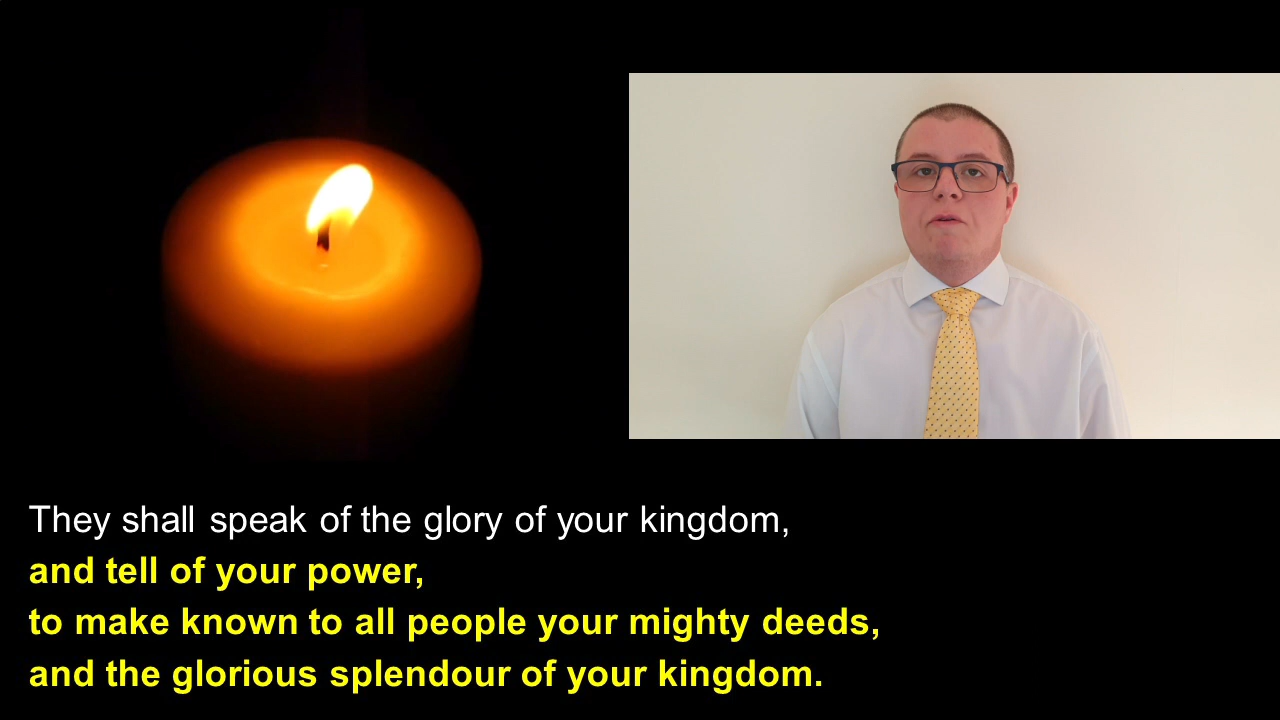 They shall speak of the glory of your kingdom,
and tell of your power,
to make known to all people your mighty deeds,
and the glorious splendour of your kingdom.